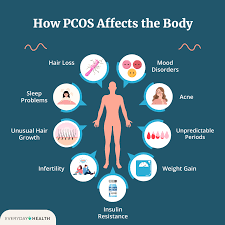 How PCOS Affects the Body
Hair Loss
Mood
Disorders
Sleep
Problems
Acne
Unusual Hair
Growth
Unpredictable
Periods
Infertility
Weight Gain
Insulin
Resistance
EVERYDAY HEALTH